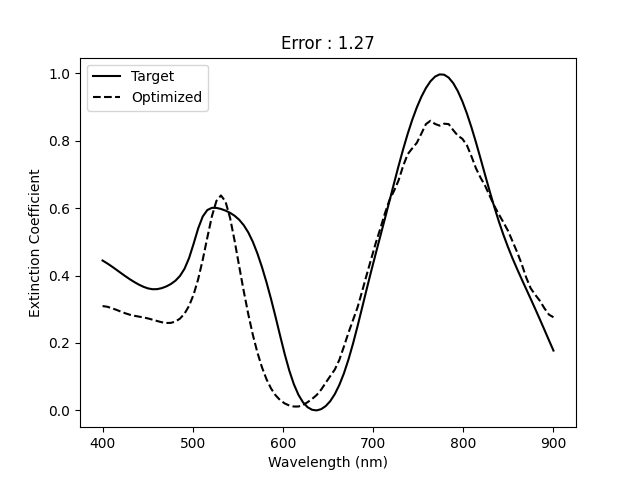 Error : 1.27
Target
Optimized
Extinction Coefficient
1.0
0.8
0.6
0.4
0.2
0.0
400 500 600 700 800 900
Wavelength (nm)